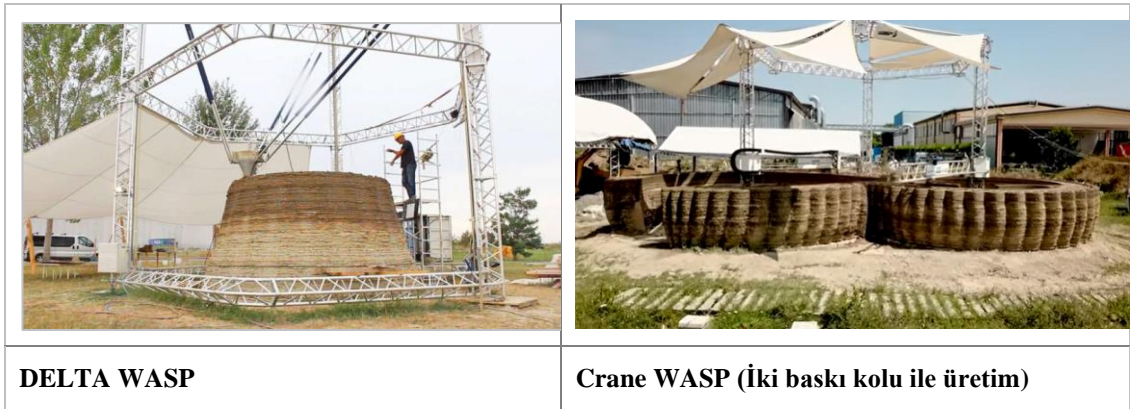 DELTA WASP
Crane WASP (İki baskı kolu ile üretim)